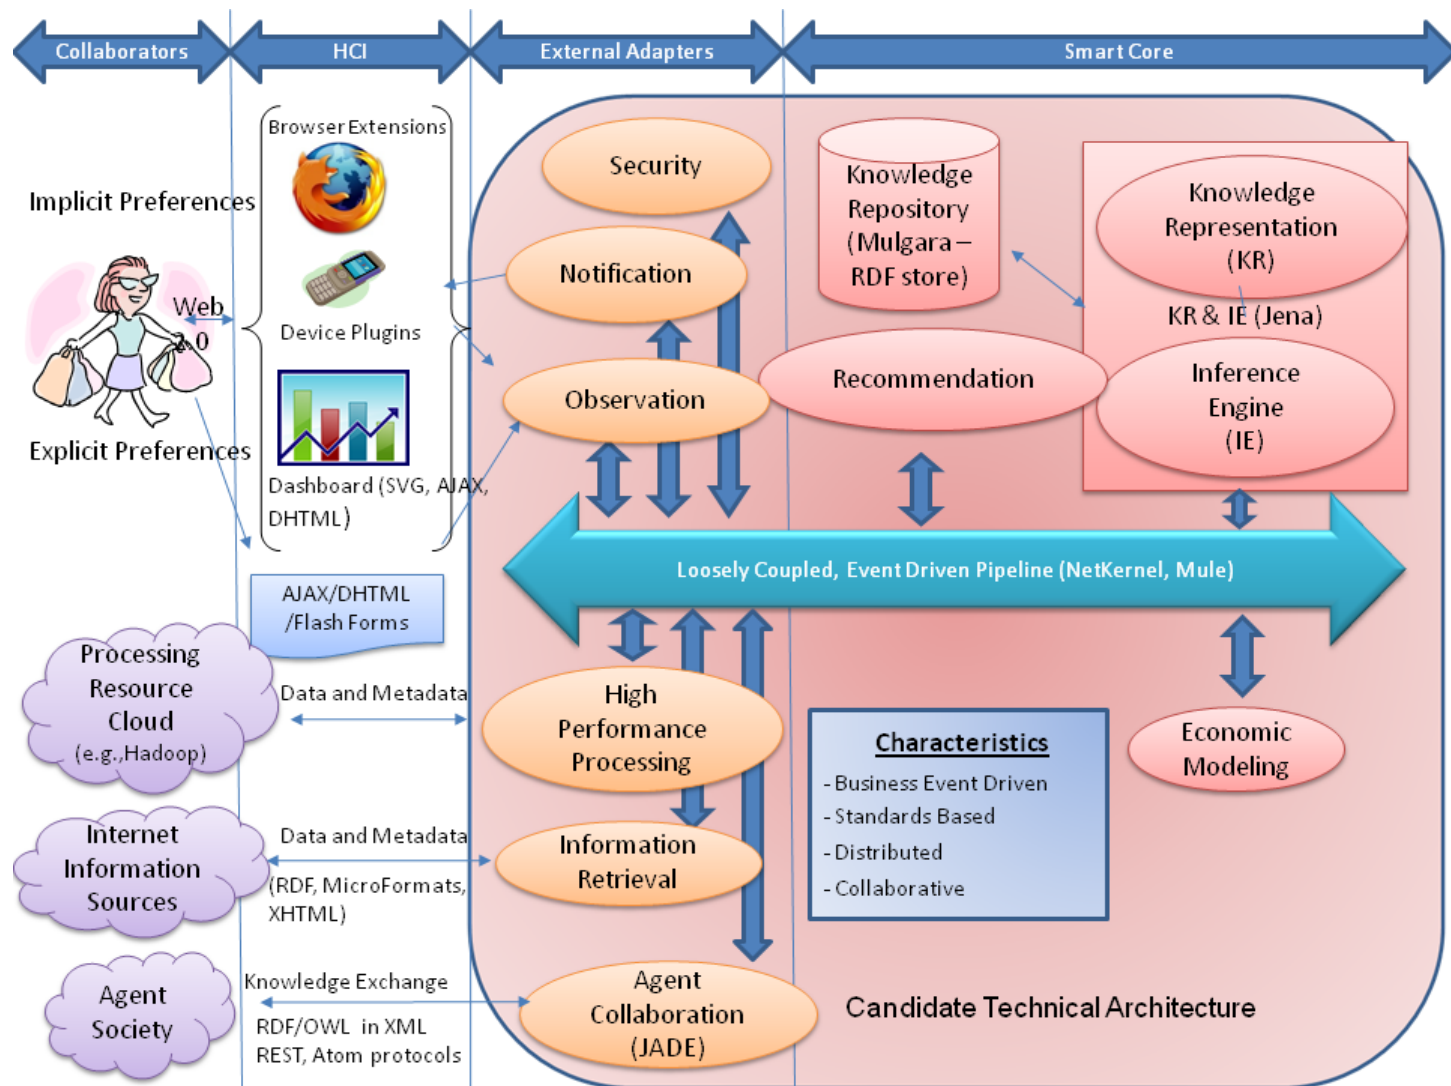 Collaborators
HCI
External Adapters
Smart Core
Browser Extensions
Implicit Preferences
Web
2.0
Explicit Preferences
Device Plugins
Dashboard (SVG, AJAX,
DHTML)
AJAX/DHTML
/Flash Forms
Security
Notification
Observation
Knowledge
Repository
(Mulgara –
RDF store)
Knowledge
Representation
(KR)
KR & IE (Jena)
Recommendation
Inference
Engine
(IE)
Loosely Coupled, Event Driven Pipeline (NetKernel, Mule)
Processing
Resource
Cloud
(e.g.,Hadoop)
Data and Metadata
High
Performance
Processing
Characteristics
- Business Event Driven
- Standards Based
- Distributed
- Collaborative
Economic
Modeling
Internet
Information
Sources
Data and Metadata
(RDF, MicroFormats,
XHTML)
Information
Retrieval
Agent
Society
Knowledge Exchange
RDF/OWL in XML
REST, Atom protocols
Agent
Collaboration
(JADE)
Candidate Technical Architecture